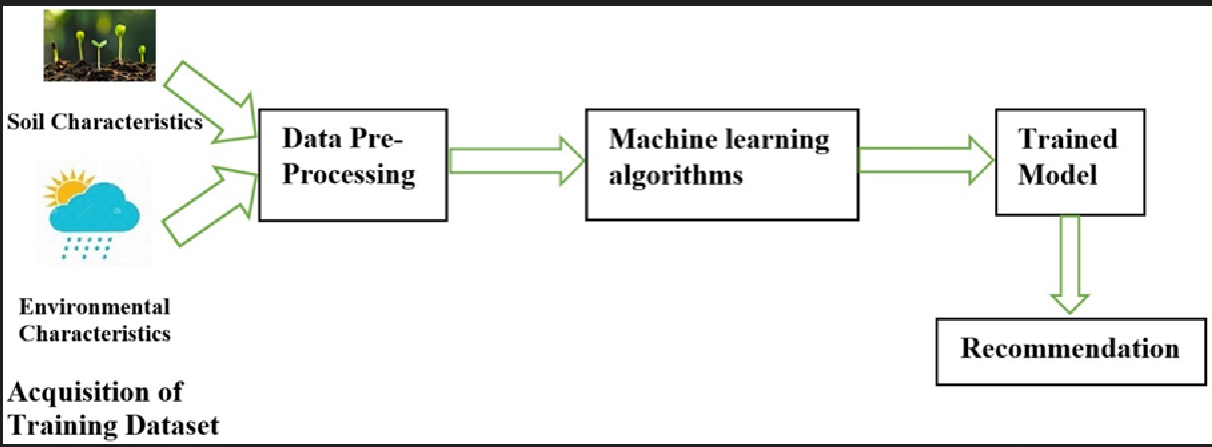 Soil Characteristics
Environmental
Characteristics
Acquisition of
Training Dataset
Data Pre-
Processing
Machine learning
algorithms
Trained
Model
Recommendation